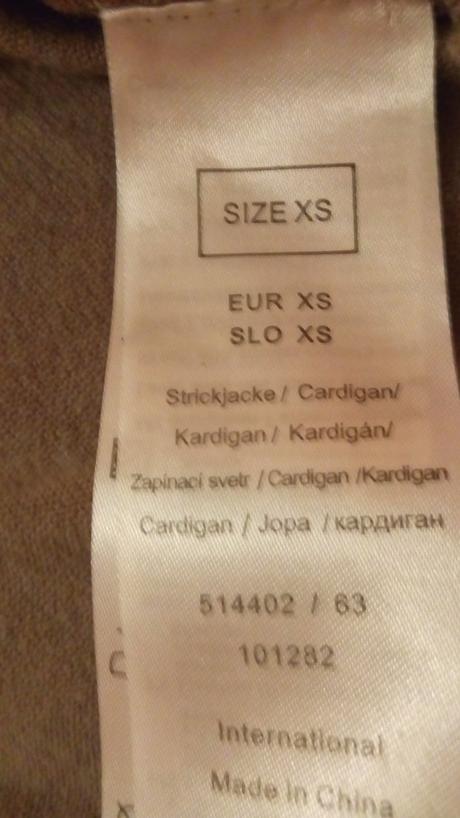 SIZE XS
EUR XS
SLO XS
Strickjacke / Cardigan/
Kardigan / Kardigán/
Zapínací svetr / Cardigan /Kardigan
Cardigan / Jopa / кардиган
514402 / 63
101282
International
Made in China